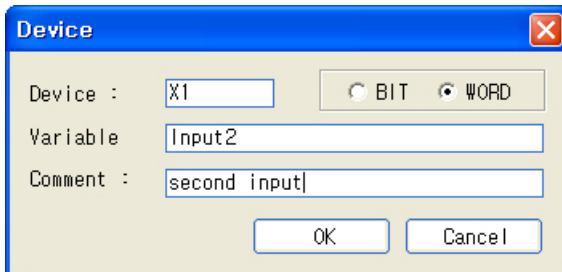 Device
Device : X1 BIT WORD
Variable Input2
Comment : second input
OK Cancel